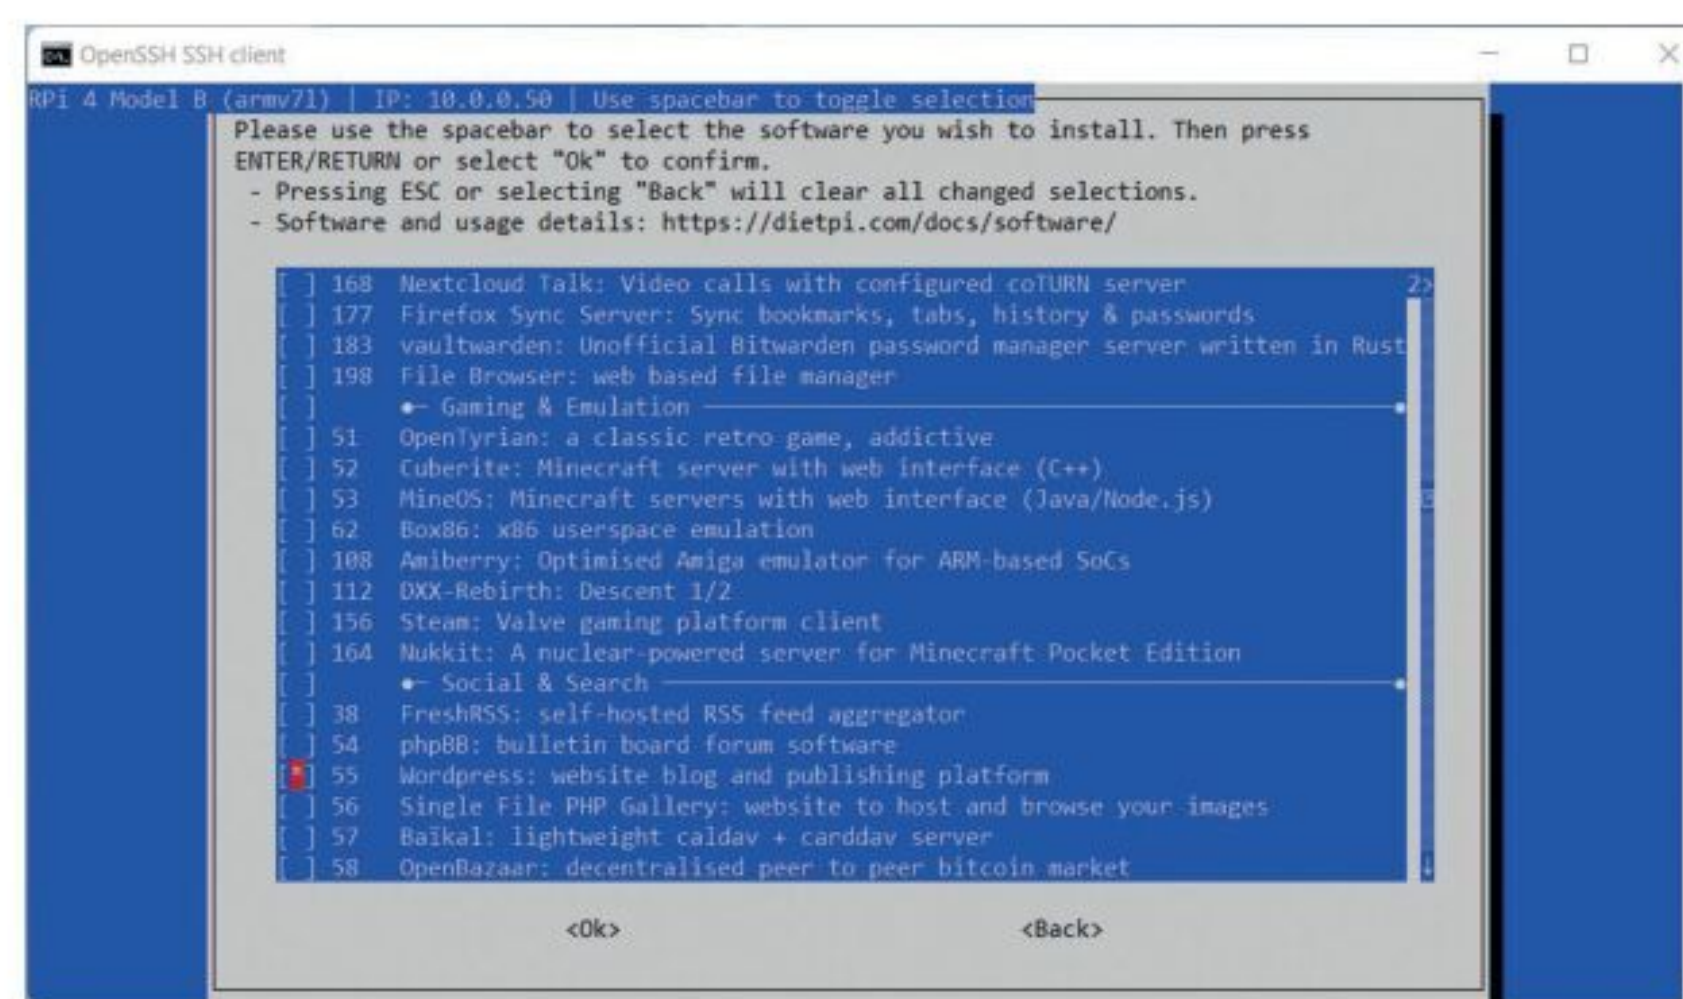 OpenSSH SSH client
RPi 4 Model B (armv7l) | IP: 10.0.0.50 | Use spacebar to toggle selection
Please use the spacebar to select the software you wish to install. Then press
ENTER/RETURN or select "Ok" to confirm.
- Pressing ESC or selecting "Back" will clear all changed selections.
- Software and usage details: https://dietpi.com/docs/software/
[ ] 168 Nextcloud Talk: Video calls with configured coTURN server
[ ] 177 Firefox Sync Server: Sync bookmarks, tabs, history & passwords
[ ] 183 vaultwarden: Unofficial Bitwarden password manager server written in Rust
[ ] 198 File Browser: web based file manager
[ ] ●─ Gaming & Emulation ─●
[ ] 51 OpenTyrian: a classic retro game, addictive
[ ] 52 Cuberite: Minecraft server with web interface (C++)
[ ] 53 MineOS: Minecraft servers with web interface (Java/Node.js)
[ ] 62 Box86: x86 userspace emulation
[ ] 108 Amiberry: Optimised Amiga emulator for ARM-based SoCs
[ ] 112 DXX-Rebirth: Descent 1/2
[ ] 156 Steam: Valve gaming platform client
[ ] 164 Nukkit: A nuclear-powered server for Minecraft Pocket Edition
[ ] ●─ Social & Search ─●
[ ] 38 FreshRSS: self-hosted RSS feed aggregator
[ ] 54 phpBB: bulletin board forum software
[*] 55 Wordpress: website blog and publishing platform
[ ] 56 Single File PHP Gallery: website to host and browse your images
[ ] 57 Baïkal: lightweight caldav + carddav server
[ ] 58 OpenBazaar: decentralised peer to peer bitcoin market
<Ok> <Back>